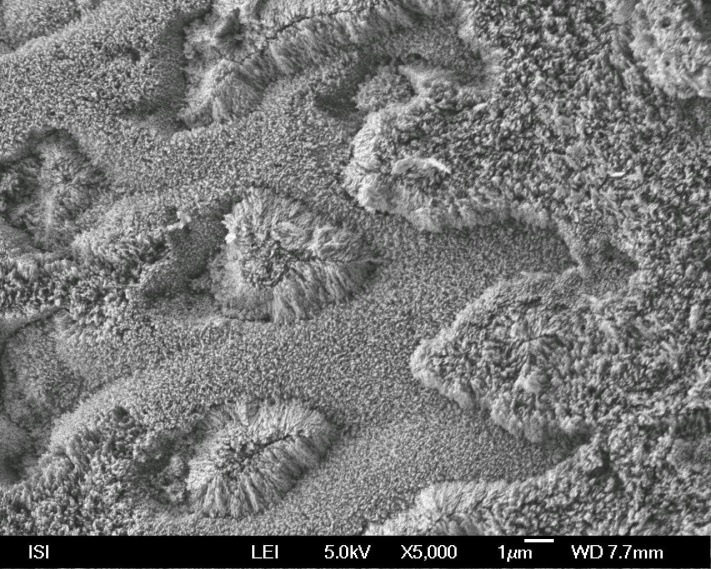 ISI LEI 5.0kV X5,000 1μm WD 7.7mm